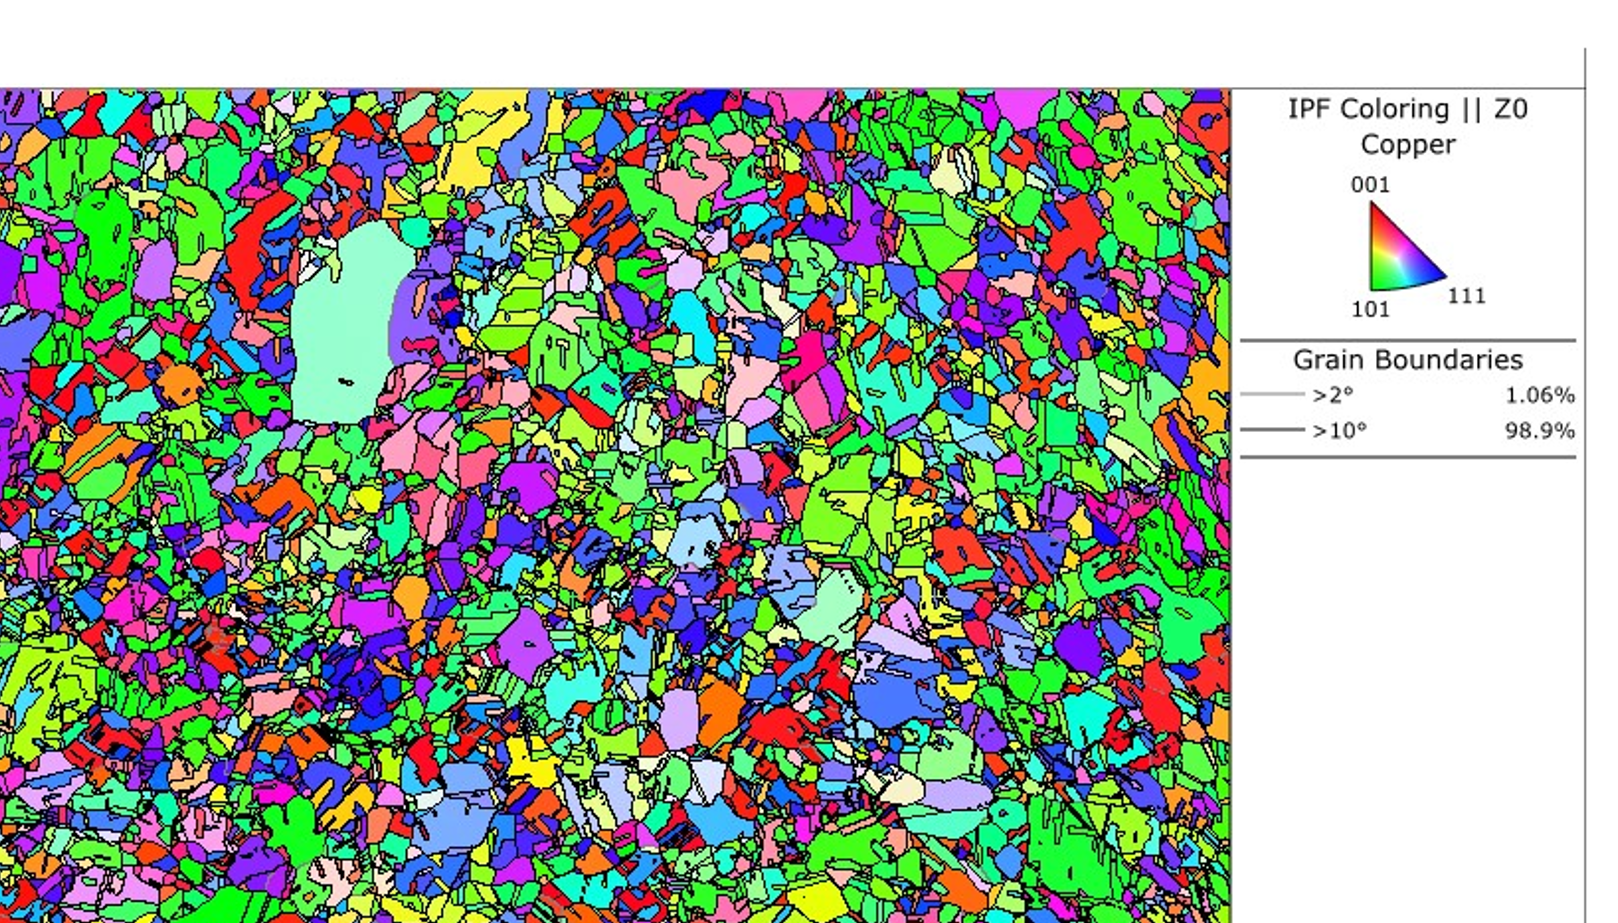 IPF Coloring || Z0
Copper
001
101
111
Grain Boundaries
>2° 1.06%
>10° 98.9%